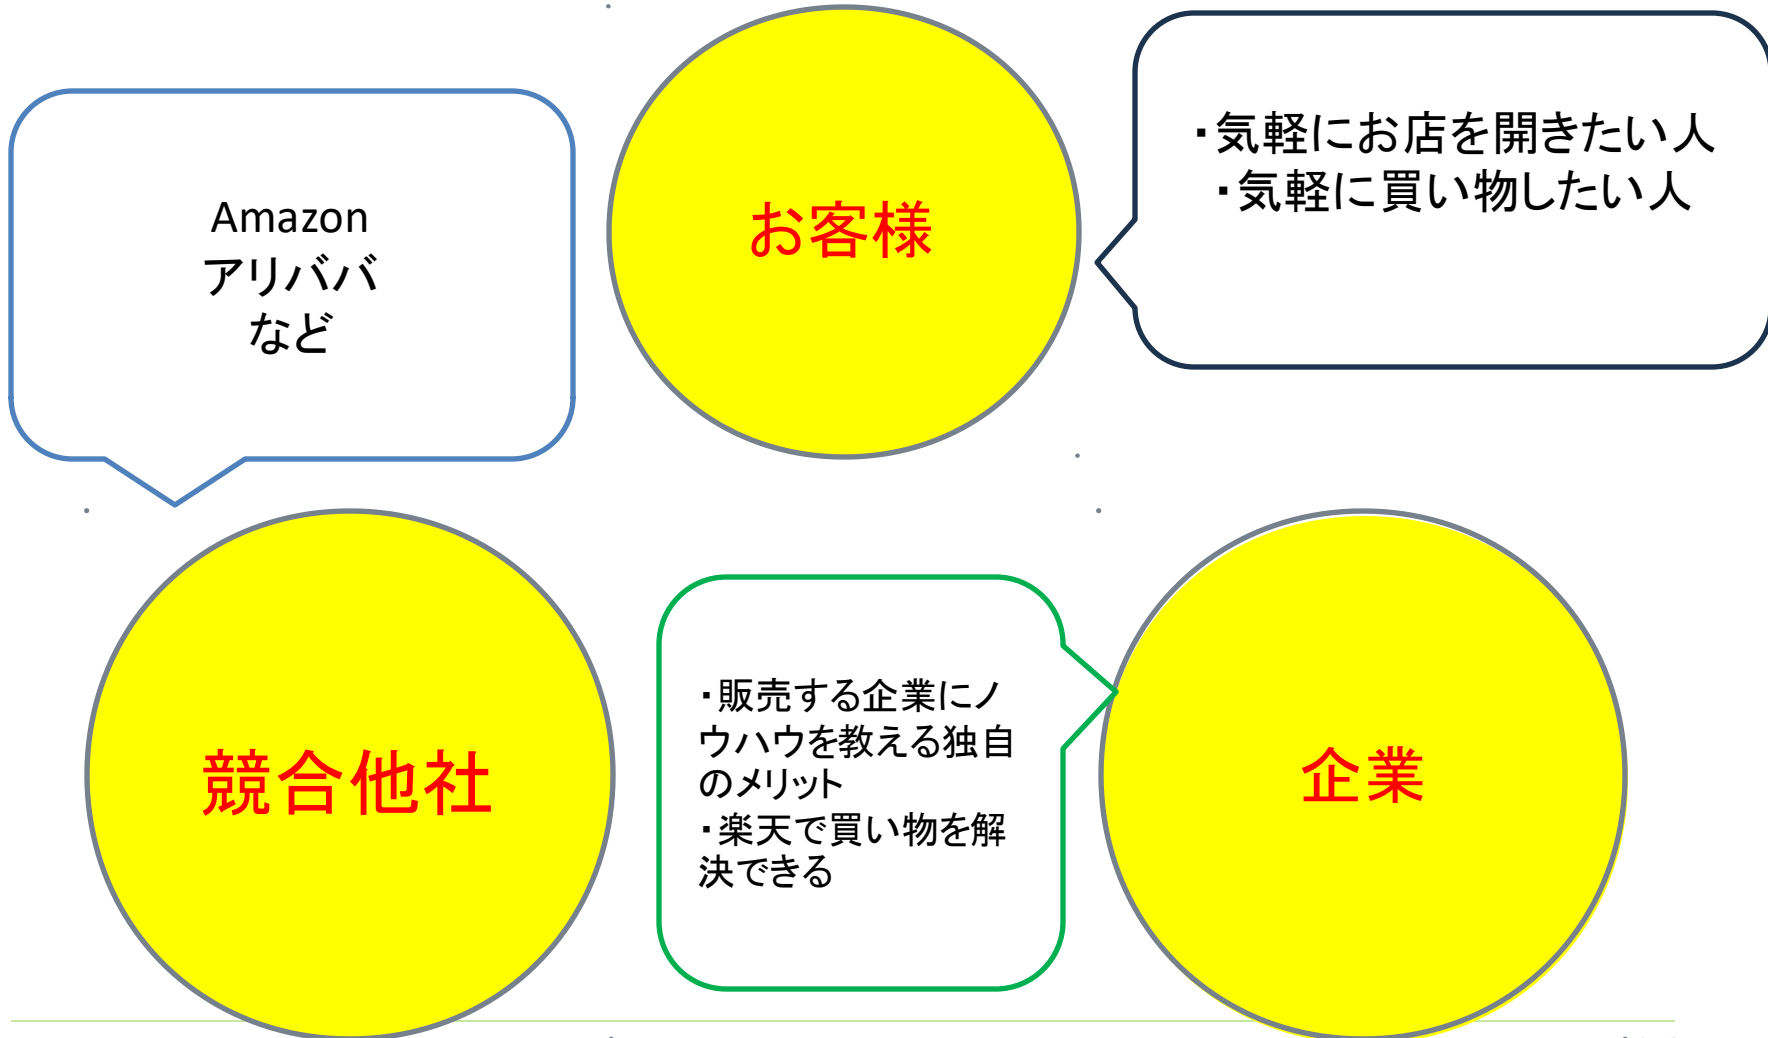 お客様
・気軽にお店を開きたい人
・気軽に買い物したい人
Amazon
アリババ
など
競合他社
・販売する企業にノ
ウハウを教える独自
のメリット
・楽天で買い物を解
決できる
企業